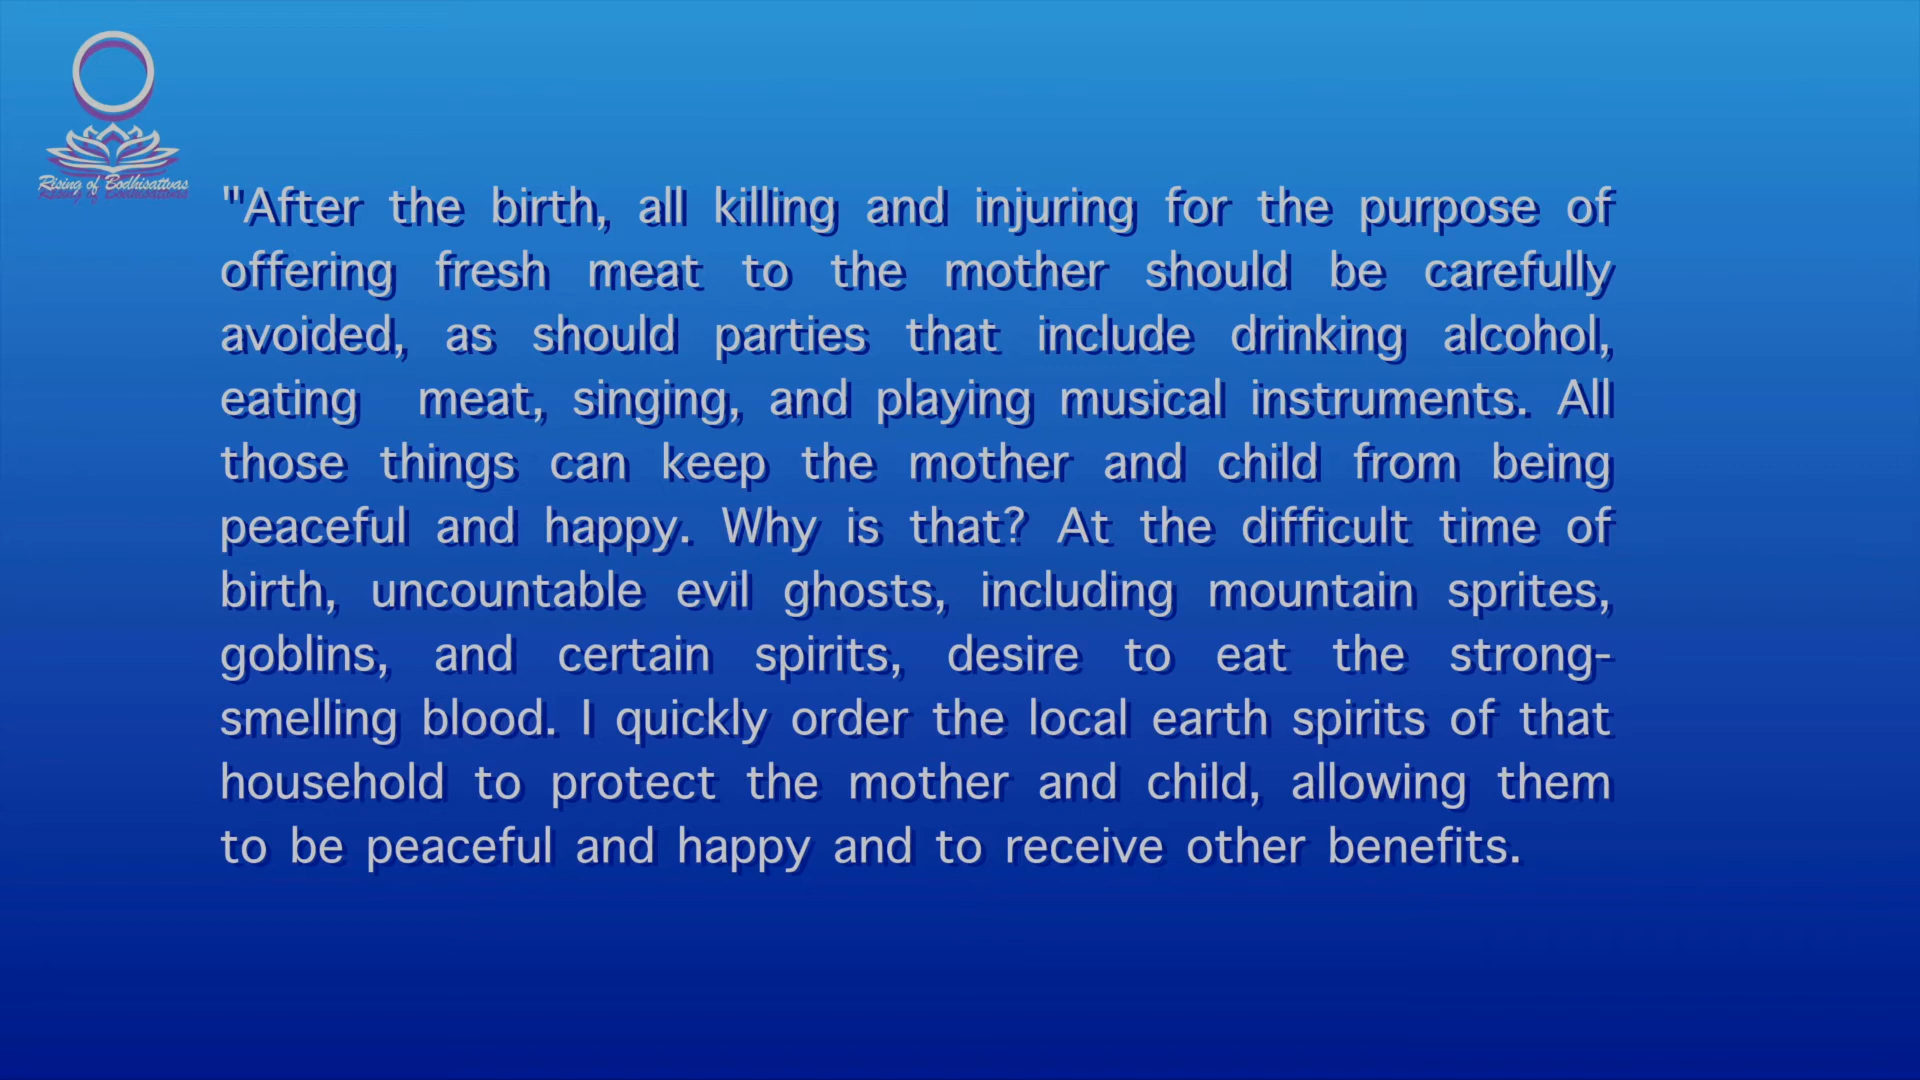 Rising of Bodhisattvas
"After the birth, all killing and injuring for the purpose of
offering fresh meat to the mother should be carefully
avoided, as should parties that include drinking alcohol,
eating meat, singing, and playing musical instruments. All
those things can keep the mother and child from being
peaceful and happy. Why is that? At the difficult time of
birth, uncountable evil ghosts, including mountain sprites,
goblins, and certain spirits, desire to eat the strong-
smelling blood. I quickly order the local earth spirits of that
household to protect the mother and child, allowing them
to be peaceful and happy and to receive other benefits.